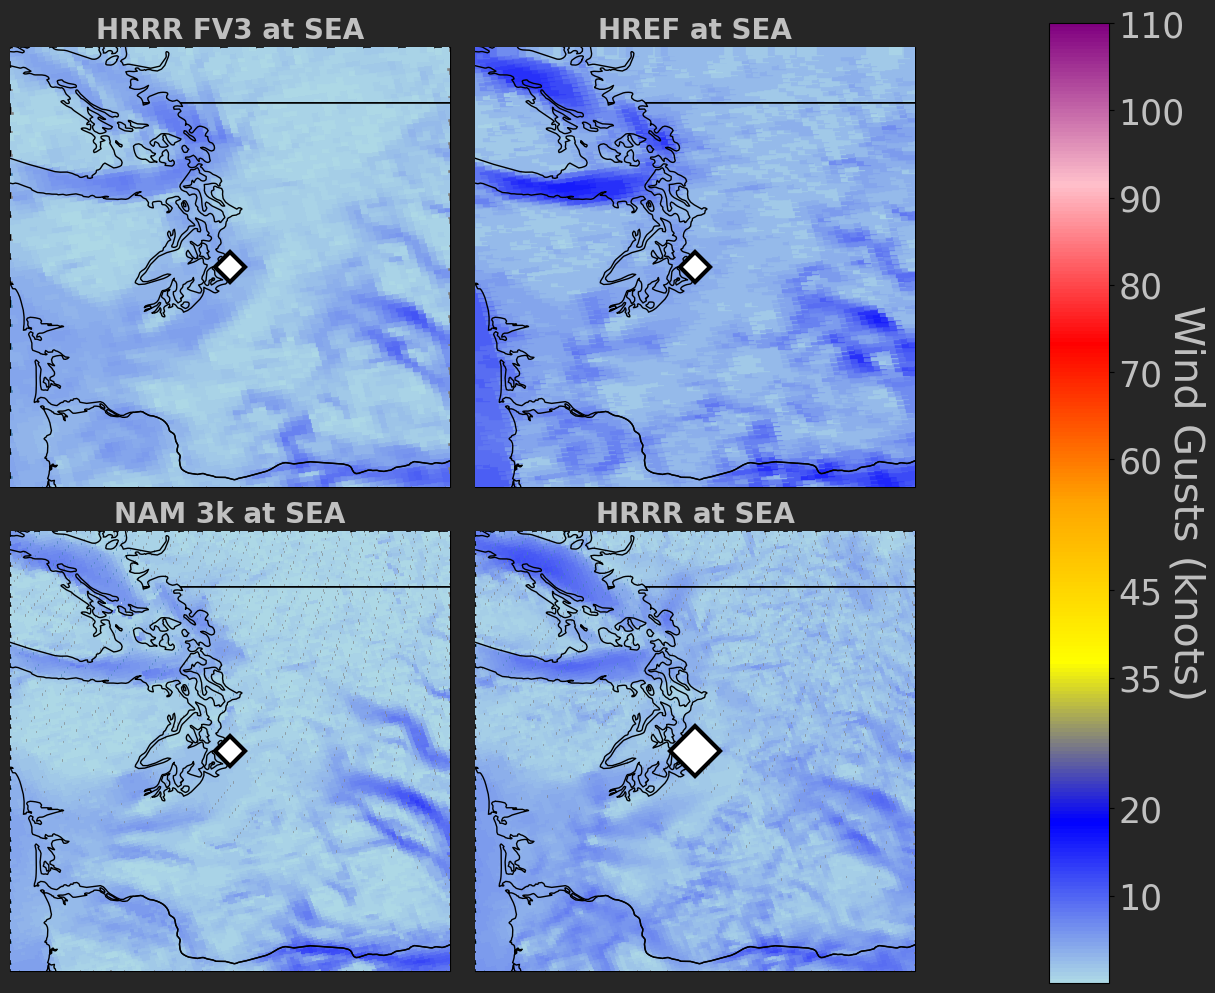 HRRR FV3 at SEA
HREF at SEA
NAM 3k at SEA
HRRR at SEA
110
100
90
80
70
60
45
35
20
10
Wind Gusts (knots)